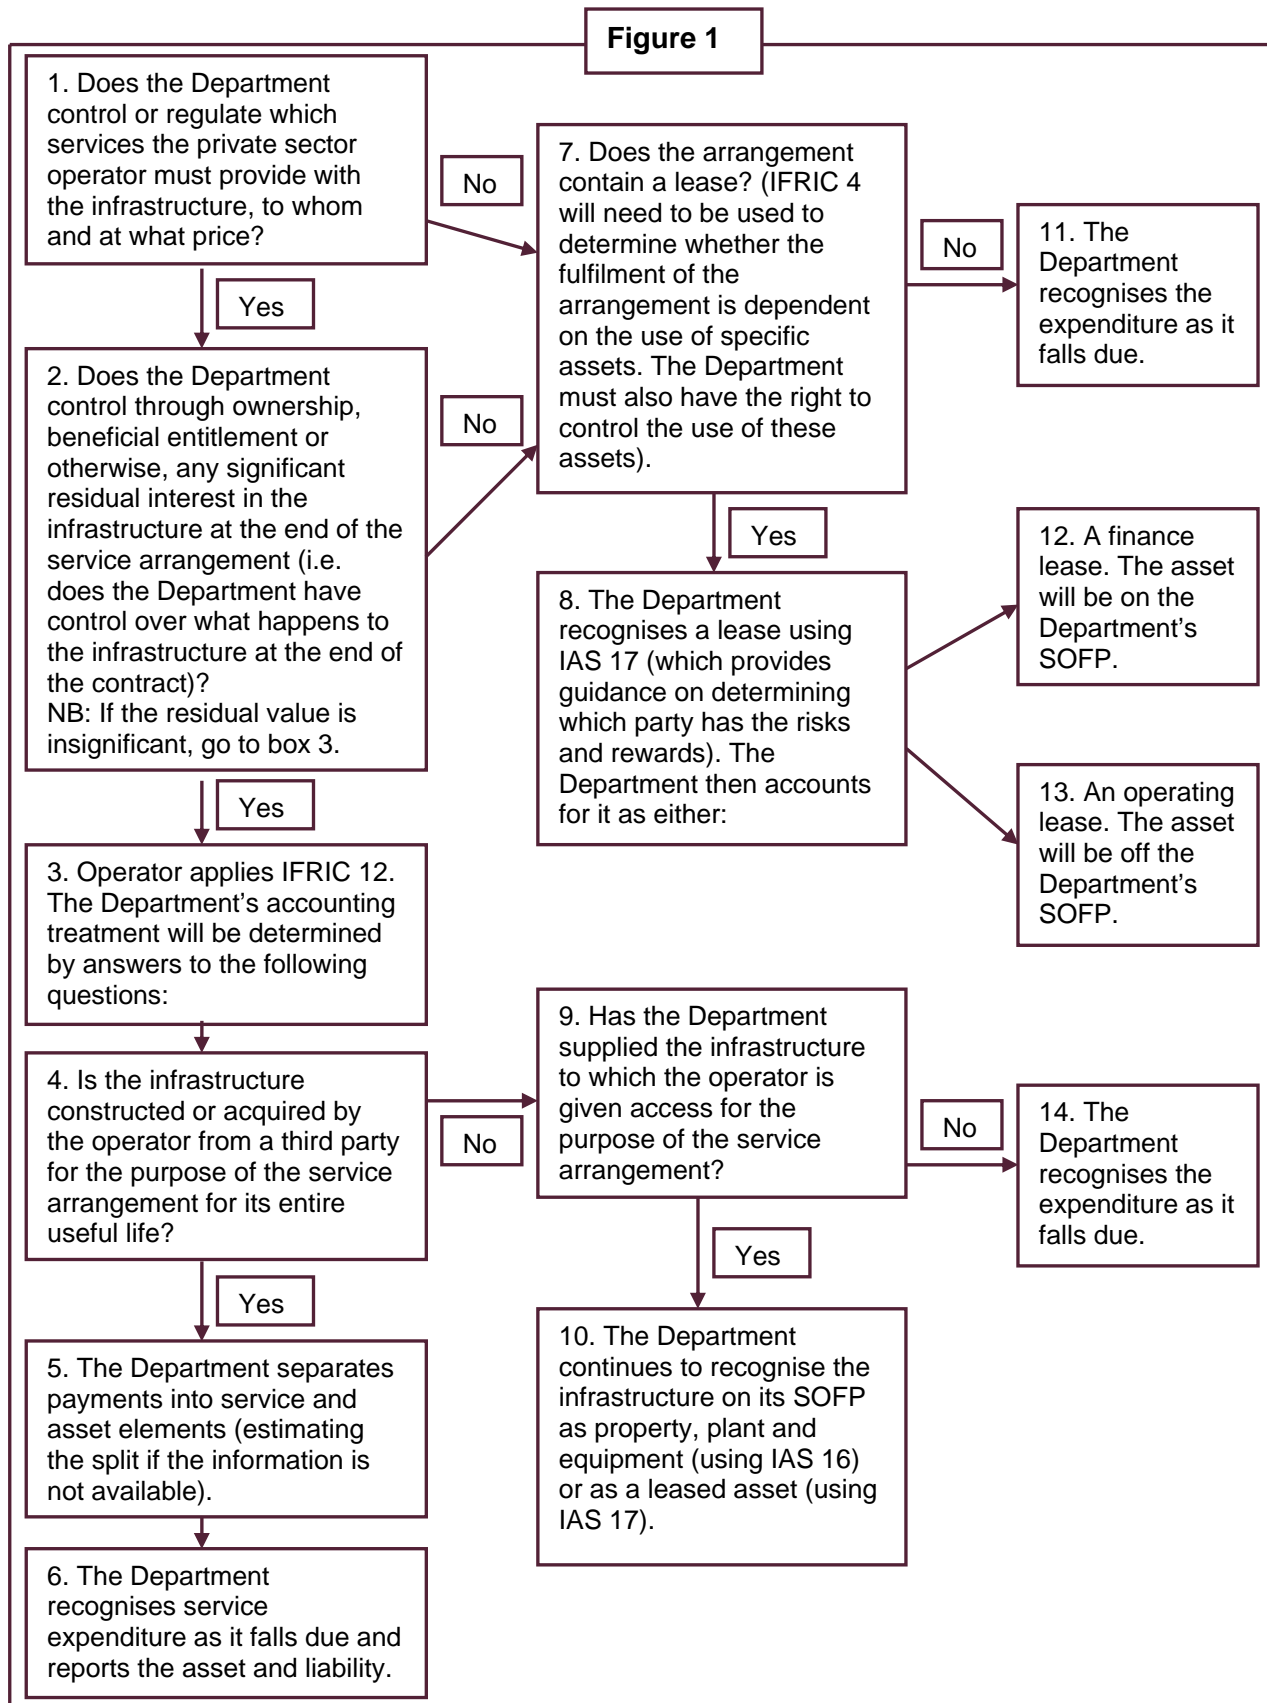 Figure 1
1. Does the Department
control or regulate which
services the private sector
operator must provide with
the infrastructure, to whom
and at what price?
No
Yes
2. Does the Department
control through ownership,
beneficial entitlement or
otherwise, any significant
residual interest in the
infrastructure at the end of the
service arrangement (i.e.
does the Department have
control over what happens to
the infrastructure at the end of
the contract)?
NB: If the residual value is
insignificant, go to box 3.
No
Yes
3. Operator applies IFRIC 12.
The Department’s accounting
treatment will be determined
by answers to the following
questions:
4. Is the infrastructure
constructed or acquired by
the operator from a third party
for the purpose of the service
arrangement for its entire
useful life?
No
Yes
5. The Department separates
payments into service and
asset elements (estimating
the split if the information is
not available).
6. The Department
recognises service
expenditure as it falls due and
reports the asset and liability.
7. Does the arrangement
contain a lease? (IFRIC 4
will need to be used to
determine whether the
fulfilment of the
arrangement is dependent
on the use of specific
assets. The Department
must also have the right to
control the use of these
assets).
No
Yes
8. The Department
recognises a lease using
IAS 17 (which provides
guidance on determining
which party has the risks
and rewards). The
Department then accounts
for it as either:
9. Has the Department
supplied the infrastructure
to which the operator is
given access for the
purpose of the service
arrangement?
No
Yes
10. The Department
continues to recognise the
infrastructure on its SOFP
as property, plant and
equipment (using IAS 16)
or as a leased asset (using
IAS 17).
11. The
Department
recognises the
expenditure as it
falls due.
12. A finance
lease. The asset
will be on the
Department’s
SOFP.
13. An operating
lease. The asset
will be off the
Department’s
SOFP.
14. The
Department
recognises the
expenditure as it
falls due.